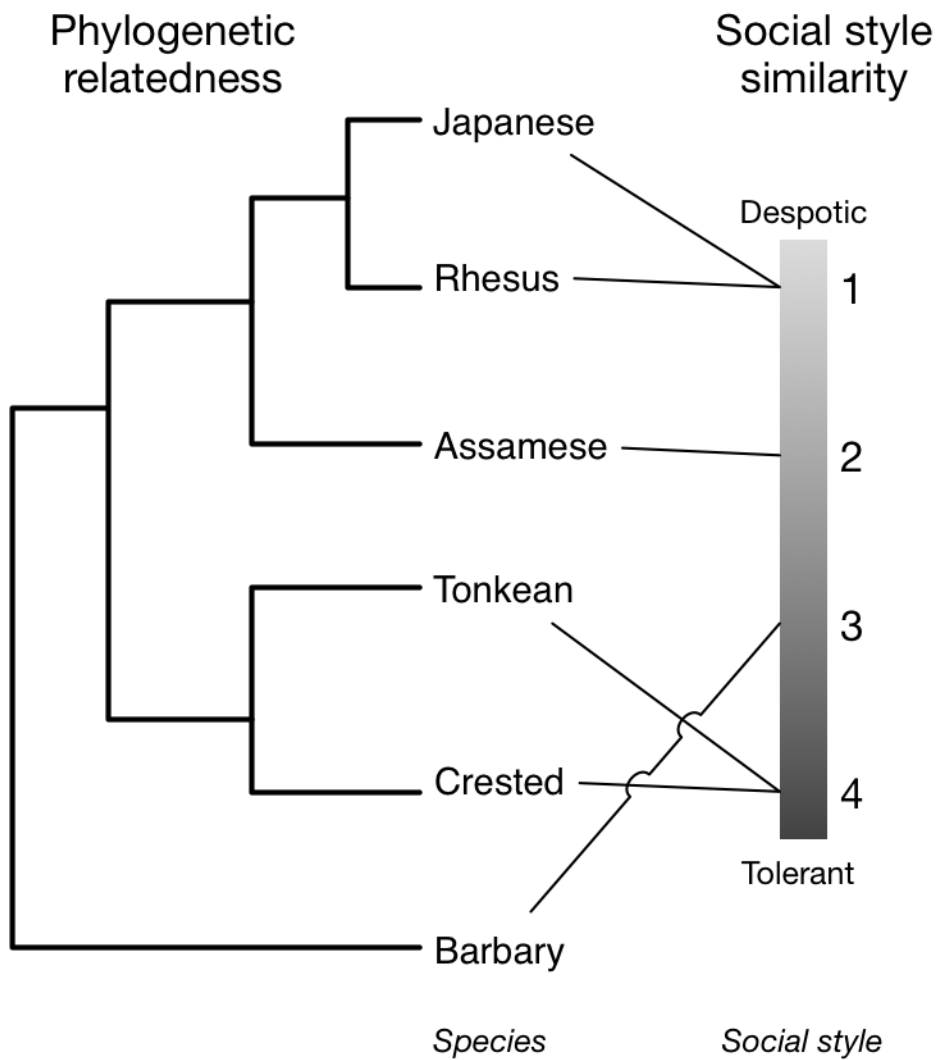 Phylogenetic
relatedness
Social style
similarity
Japanese
Despotic
Rhesus
1
Assamese
2
Tonkean
3
Crested
4
Tolerant
Barbary
Species
Social style